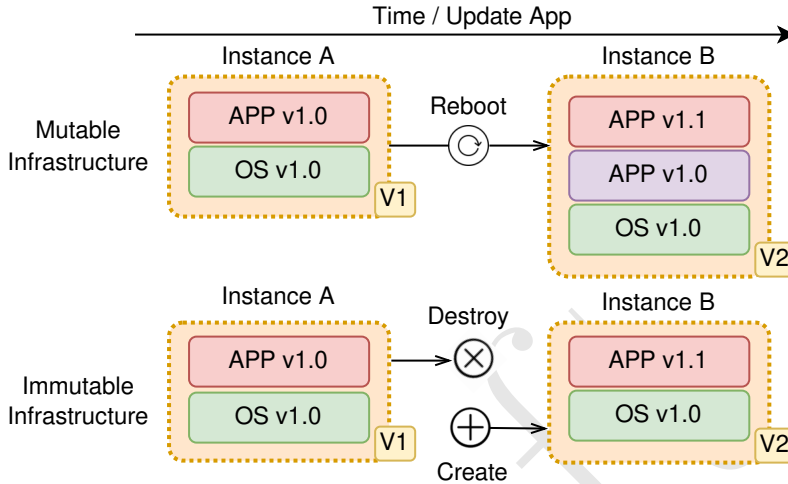 Time / Update App
Instance A
Instance B
Mutable
Infrastructure
APP v1.0
OS v1.0
V1
Reboot
APP v1.1
APP v1.0
OS v1.0
V2
Instance A
Instance B
Immutable
Infrastructure
APP v1.0
OS v1.0
V1
Destroy
Create
APP v1.1
OS v1.0
V2